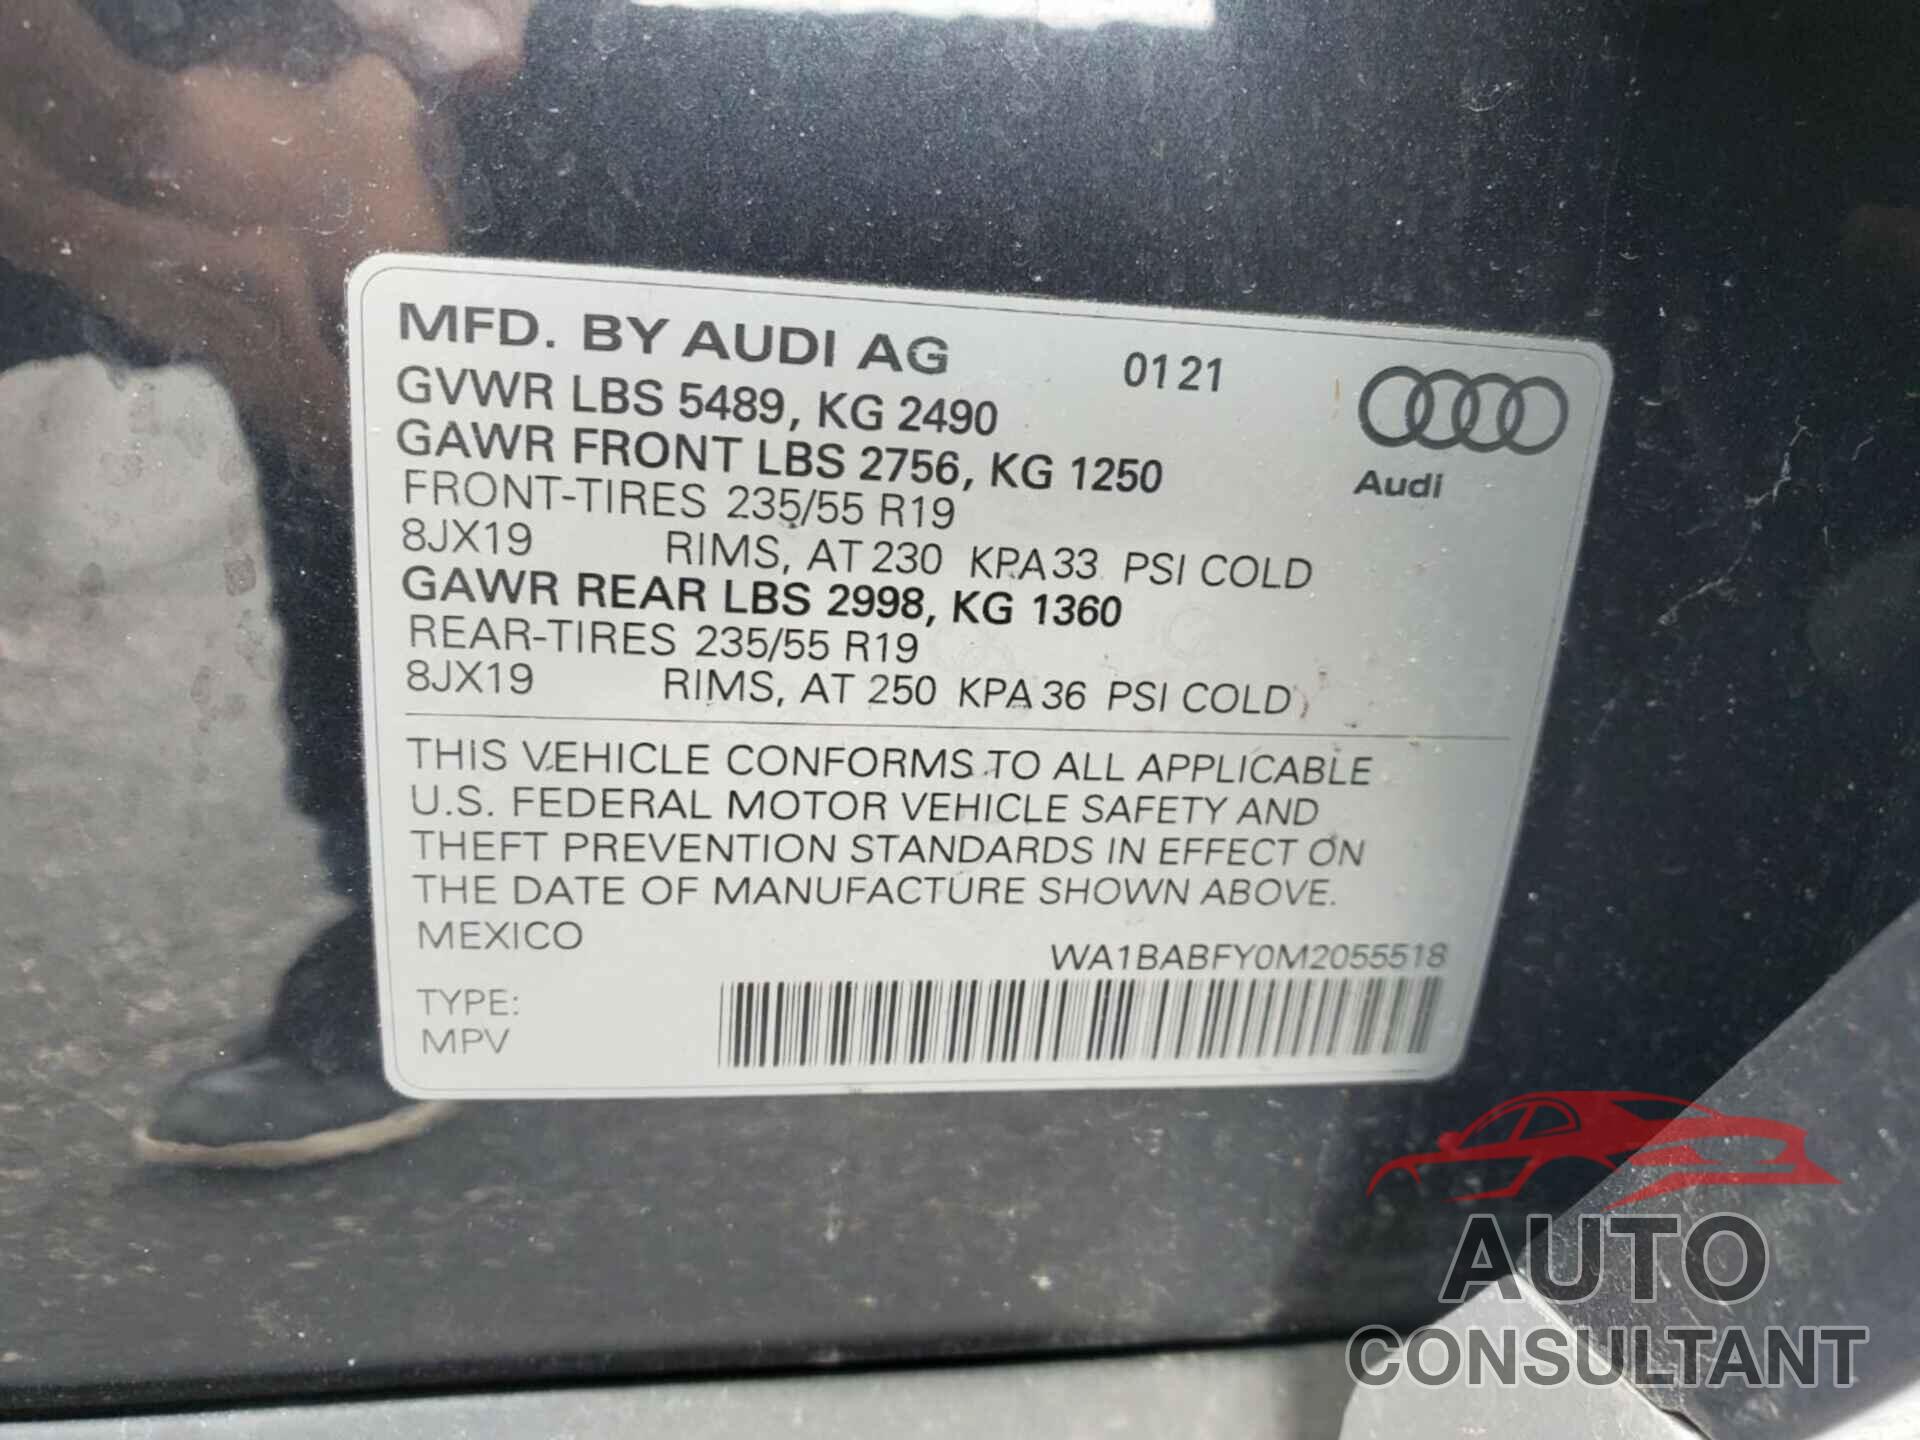 MFD. BY AUDI AG 01 21
GVWR LBS 5489, KG 2490
GAWR FRONT LBS 2756, KG 1250
Audi
FRONT-TIRES 235/55 R19
8JX19 RIMS, AT 230 KPA 33 PSI COLD
GAWR REAR LBS 2998, KG 1360
REAR-TIRES 235/55 R19
8JX19 RIMS, AT 250 KPA 36 PSI COLD
THIS VEHICLE CONFORMS TO ALL APPLICABLE
U.S. FEDERAL MOTOR VEHICLE SAFETY AND
THEFT PREVENTION STANDARDS IN EFFECT ON
THE DATE OF MANUFACTURE SHOWN ABOVE.
MEXICO
WA1BABFY0M2055518
TYPE:
MPV
AUTO
CONSULTANT